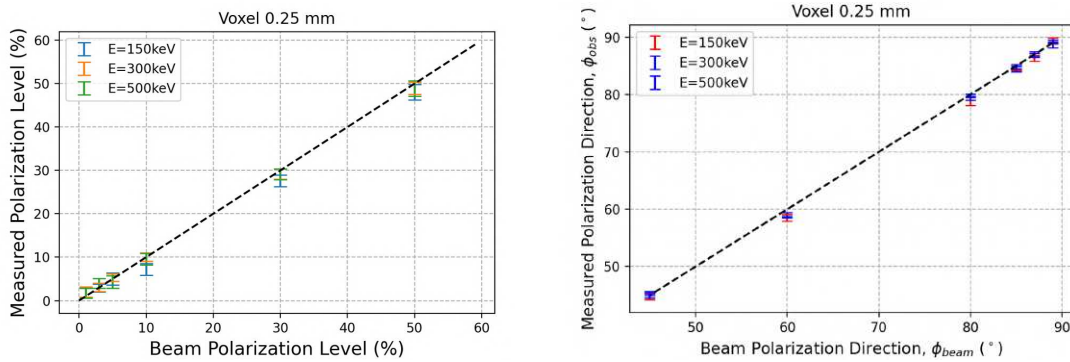 Voxel 0.25 mm
Measured Polarization Level (%)
60
50
40
30
20
10
0
E=150keV
E=300keV
E=500keV
0
10
20
30
40
50
60
Beam Polarization Level (%)
Voxel 0.25 mm
Measured Polarization Direction, ϕobs (°)
90
80
70
60
50
E=150keV
E=300keV
E=500keV
50
60
70
80
90
Beam Polarization Direction, ϕbeam (°)